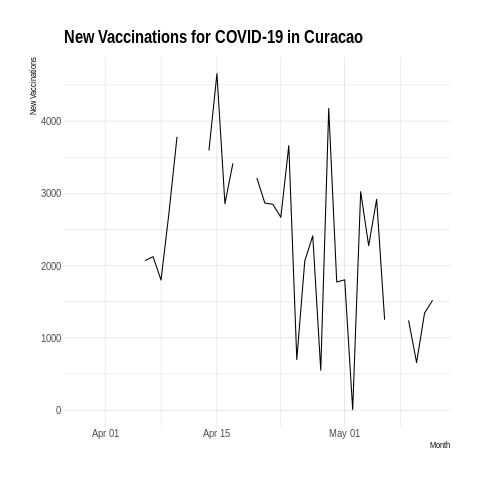 New Vaccinations for COVID-19 in Curacao
New Vaccinations
4000
3000
2000
1000
0
Apr 01
Apr 15
May 01
Month